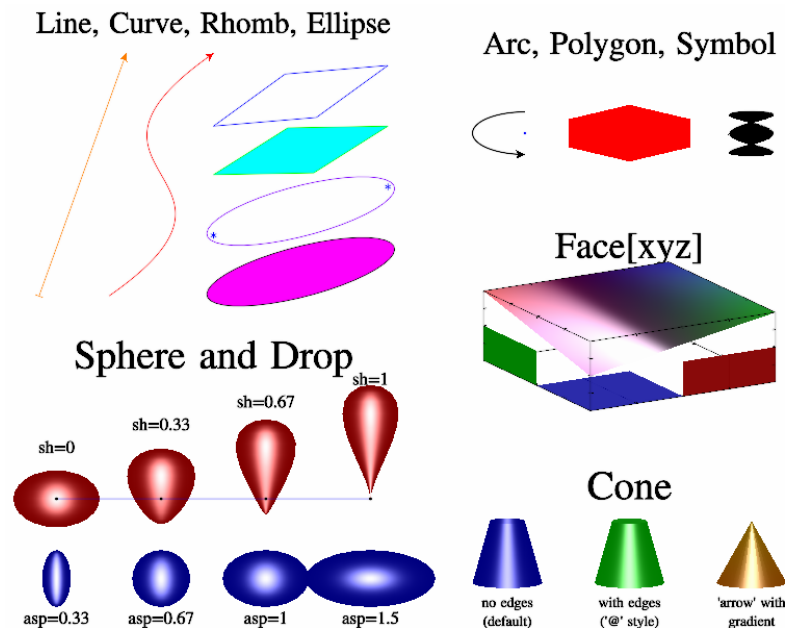 Line, Curve, Rhomb, Ellipse
Arc, Polygon, Symbol
Face[xyz]
Sphere and Drop
sh=0
sh=0.33
sh=0.67
sh=1
asp=0.33
asp=0.67
asp=1
asp=1.5
Cone
no edges
(default)
with edges
('@' style)
'arrow' with
gradient